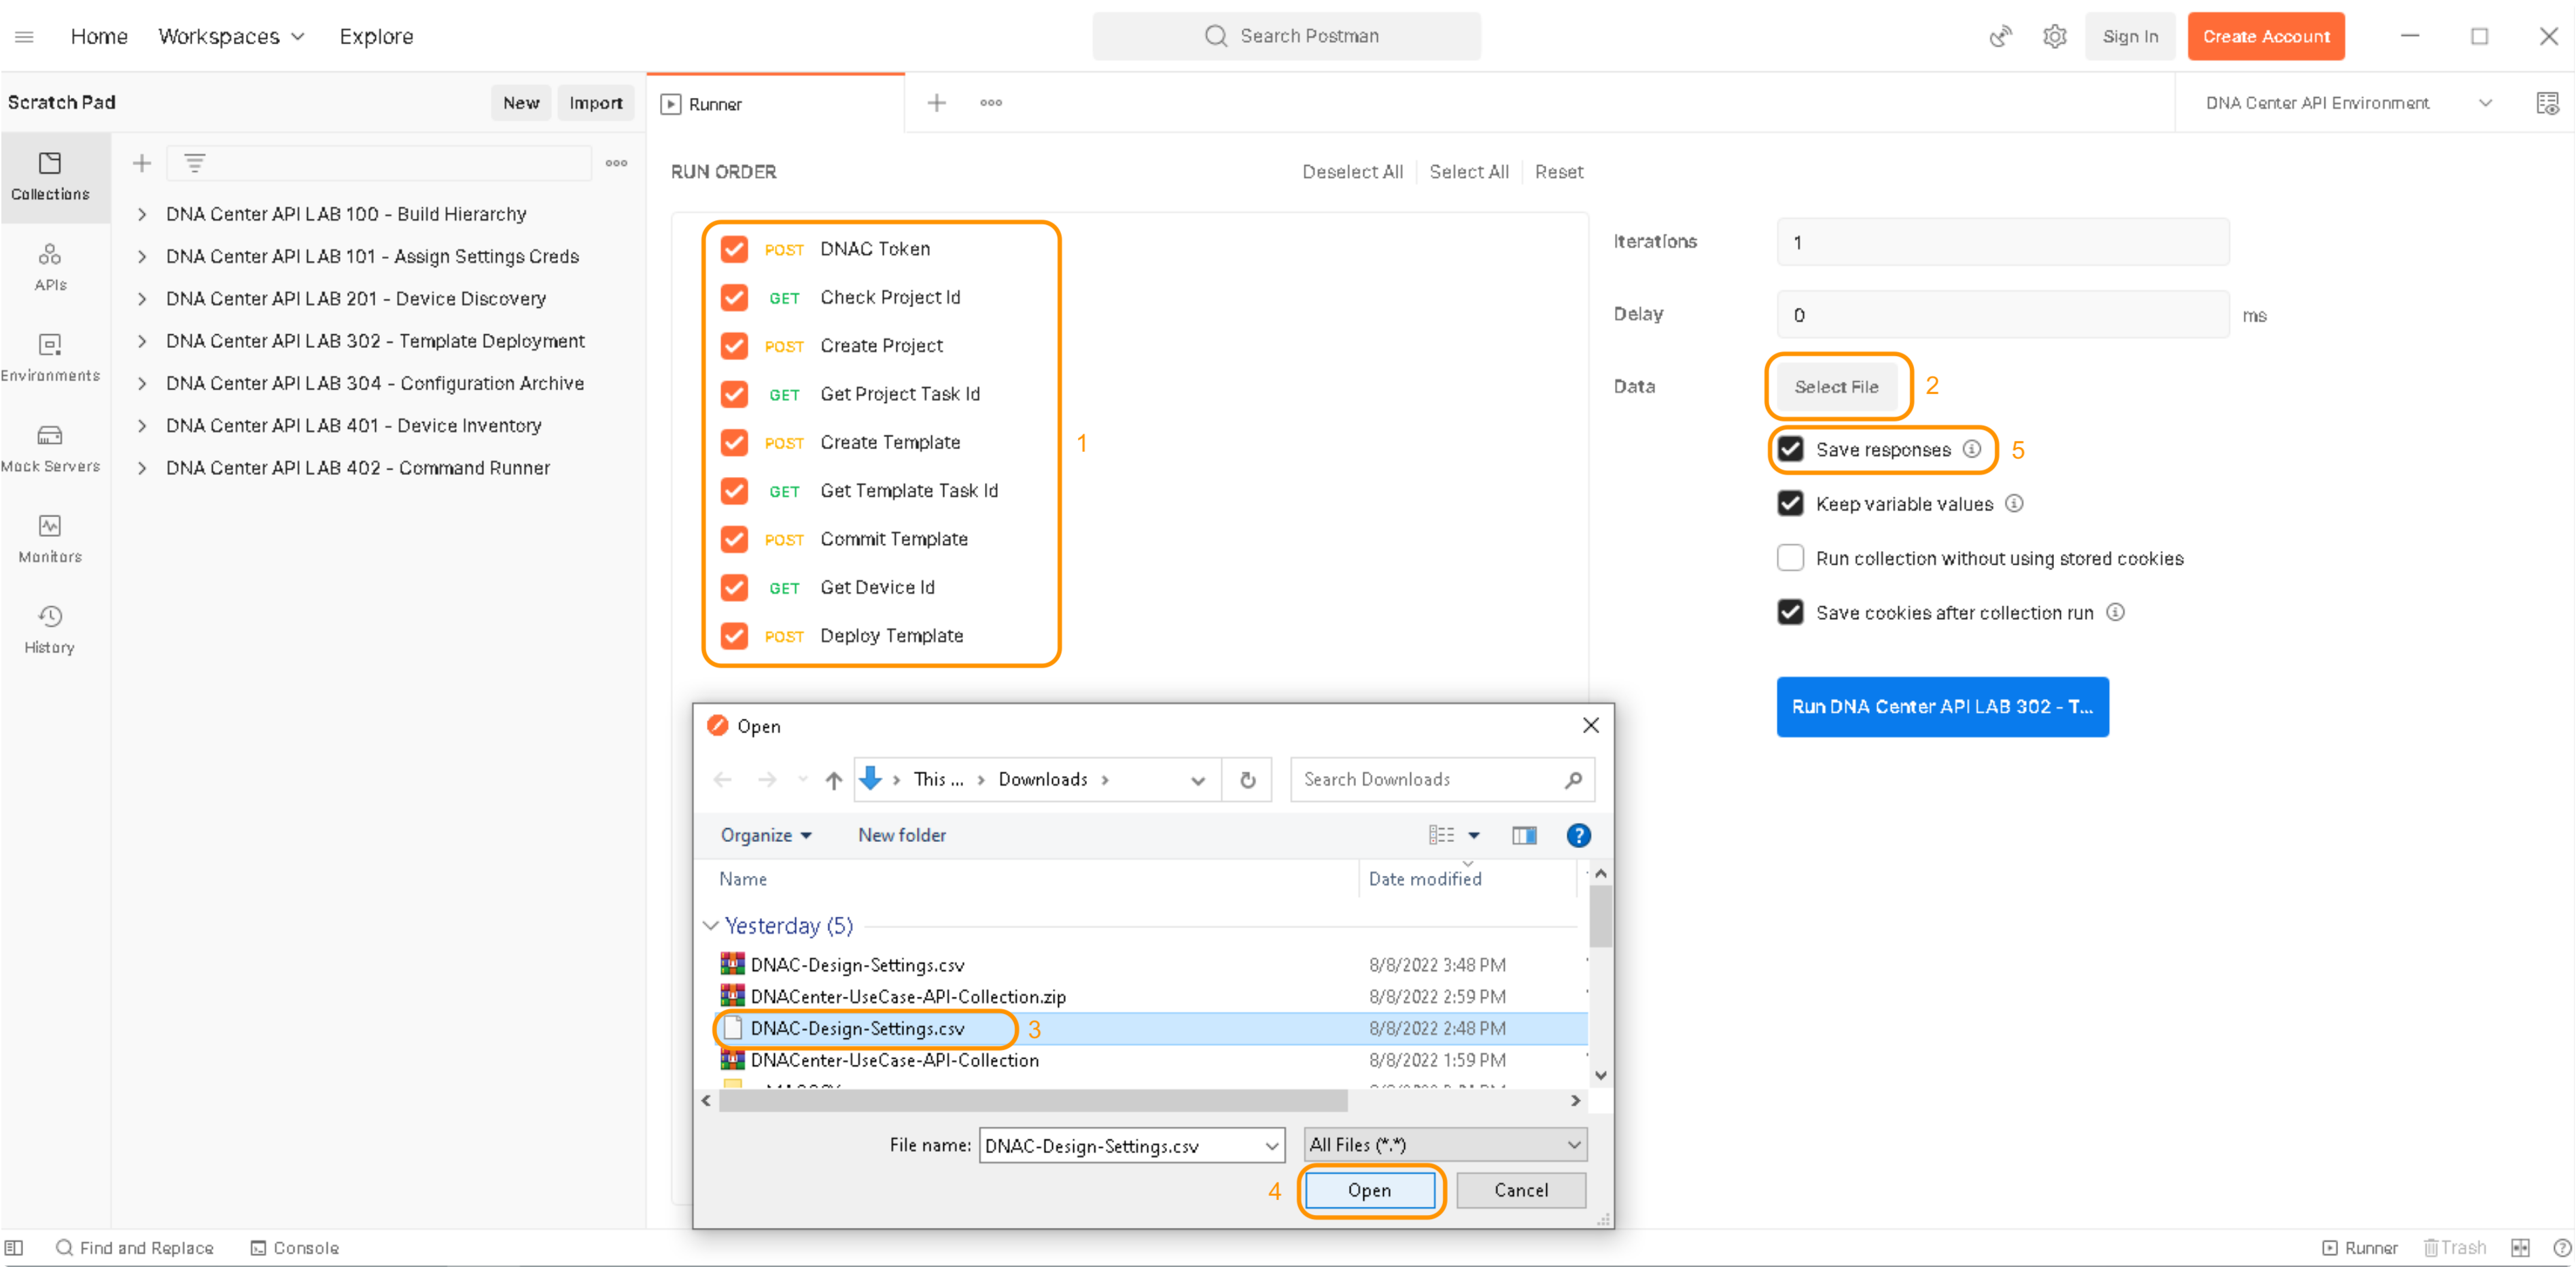 Home Workspaces Explore Search Postman Sign In Create Account
Scratch Pad New Import Runner DNA Center API Environment
Collections
APIs
Environments
Mock Servers
Monitors
History
DNA Center API LAB 100 - Build Hierarchy
DNA Center API LAB 101 - Assign Settings Creds
DNA Center API LAB 201 - Device Discovery
DNA Center API LAB 302 - Template Deployment
DNA Center API LAB 304 - Configuration Archive
DNA Center API LAB 401 - Device Inventory
DNA Center API LAB 402 - Command Runner
RUN ORDER Deselect All Select All Reset
POST DNAC Token
GET Check Project Id
POST Create Project
GET Get Project Task Id
POST Create Template
GET Get Template Task Id
POST Commit Template
GET Get Device Id
POST Deploy Template
1
Iterations 1
Delay 0 ms
Data Select File 2
Save responses 5
Keep variable values
Run collection without using stored cookies
Save cookies after collection run
Run DNA Center API LAB 302 - T...
Open
This ... Downloads Search Downloads
Organize New folder
Name Date modified
Yesterday (5)
DNAC-Design-Settings.csv 8/8/2022 3:48 PM
DNACenter-UseCase-API-Collection.zip 8/8/2022 2:59 PM
DNAC-Design-Settings.csv 3 8/8/2022 2:48 PM
DNACenter-UseCase-API-Collection 8/8/2022 1:59 PM
File name: DNAC-Design-Settings.csv All Files (*.*)
4 Open Cancel
Find and Replace Console Runner Trash